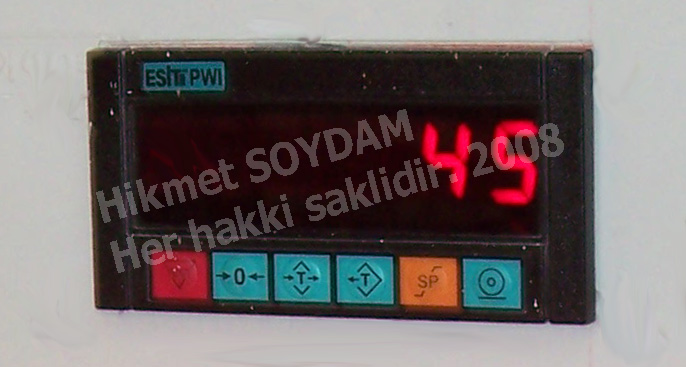 ESIT PWI
45
Hikmet SOYDAM
Her hakki saklidir. 2008
→0←
→T←
←T
SP